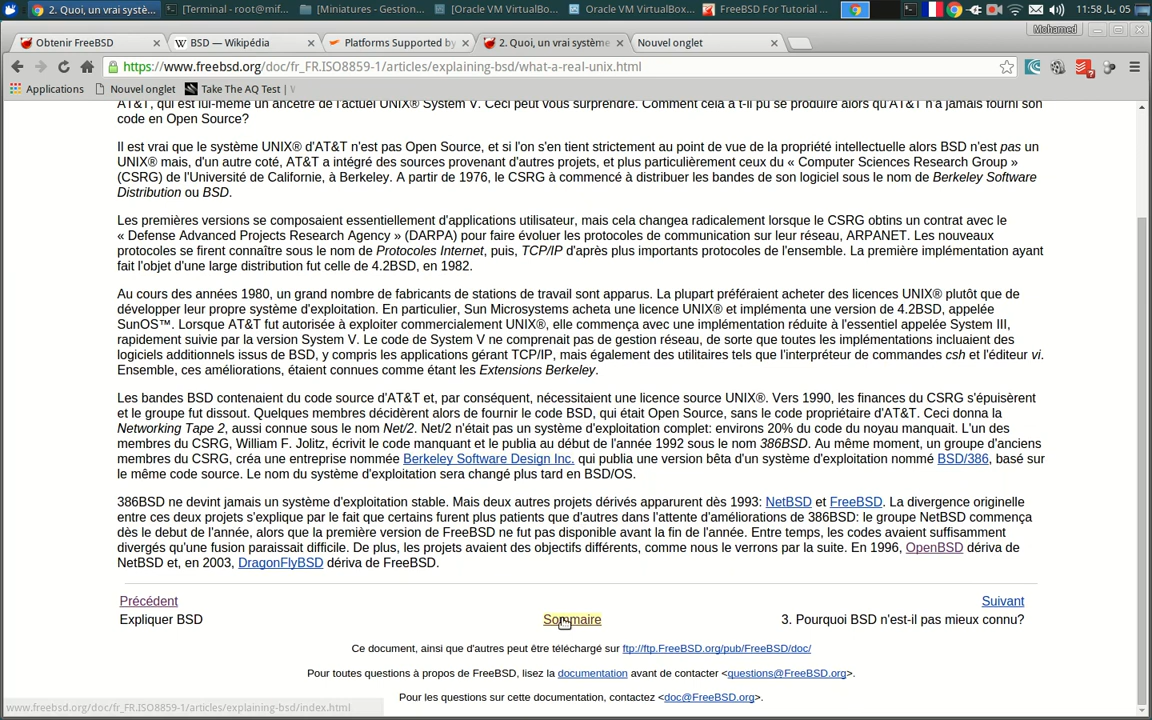 2. Quoi, un vrai systè...
[Terminal - root@mif...
[Miniatures - Gestion...
[Oracle VM VirtualBo...
Oracle VM VirtualBox...
FreeBSD For Tutorial ...
11:58
Obtenir FreeBSD
BSD — Wikipédia
Platforms Supported by
2. Quoi, un vrai système
Nouvel onglet
Mohamed
https://www.freebsd.org/doc/fr_FR.ISO8859-1/articles/explaining-bsd/what-a-real-unix.html
Applications
Nouvel onglet
Take The AQ Test |
AT&T, qui est lui-même un ancêtre de l'actuel UNIX® System V. Ceci peut vous surprendre. Comment cela a t-il pu se produire alors qu'AT&T n'a jamais fourni son
code en Open Source?
Il est vrai que le système UNIX® d'AT&T n'est pas Open Source, et si l'on s'en tient strictement au point de vue de la propriété intellectuelle alors BSD n'est pas un
UNIX® mais, d'un autre coté, AT&T a intégré des sources provenant d'autres projets, et plus particulièrement ceux du « Computer Sciences Research Group »
(CSRG) de l'Université de Californie, à Berkeley. A partir de 1976, le CSRG à commencé à distribuer les bandes de son logiciel sous le nom de Berkeley Software
Distribution ou BSD.
Les premières versions se composaient essentiellement d'applications utilisateur, mais cela changea radicalement lorsque le CSRG obtins un contrat avec le
« Defense Advanced Projects Research Agency » (DARPA) pour faire évoluer les protocoles de communication sur leur réseau, ARPANET. Les nouveaux
protocoles se firent connaître sous le nom de Protocoles Internet, puis, TCP/IP d'après plus importants protocoles de l'ensemble. La première implémentation ayant
fait l'objet d'une large distribution fut celle de 4.2BSD, en 1982.
Au cours des années 1980, un grand nombre de fabricants de stations de travail sont apparus. La plupart préféraient acheter des licences UNIX® plutôt que de
développer leur propre système d'exploitation. En particulier, Sun Microsystems acheta une licence UNIX® et implémenta une version de 4.2BSD, appelée
SunOS™. Lorsque AT&T fut autorisée à exploiter commercialement UNIX®, elle commença avec une implémentation réduite à l'essentiel appelée System III,
rapidement suivie par la version System V. Le code de System V ne comprenait pas de gestion réseau, de sorte que toutes les implémentations incluaient des
logiciels additionnels issus de BSD, y compris les applications gérant TCP/IP, mais également des utilitaires tels que l'interpréteur de commandes csh et l'éditeur vi.
Ensemble, ces améliorations, étaient connues comme étant les Extensions Berkeley.
Les bandes BSD contenaient du code source d'AT&T et, par conséquent, nécessitaient une licence source UNIX®. Vers 1990, les finances du CSRG s'épuisèrent
et le groupe fut dissout. Quelques membres décidèrent alors de fournir le code BSD, qui était Open Source, sans le code propriétaire d'AT&T. Ceci donna la
Networking Tape 2, aussi connue sous le nom Net/2. Net/2 n'était pas un système d'exploitation complet: environs 20% du code du noyau manquait. L'un des
membres du CSRG, William F. Jolitz, écrivit le code manquant et le publia au début de l'année 1992 sous le nom 386BSD. Au même moment, un groupe d'anciens
membres du CSRG, créa une entreprise nommée Berkeley Software Design Inc. qui publia une version bêta d'un système d'exploitation nommé BSD/386, basé sur
le même code source. Le nom du système d'exploitation sera changé plus tard en BSD/OS.
386BSD ne devint jamais un système d'exploitation stable. Mais deux autres projets dérivés apparurent dès 1993: NetBSD et FreeBSD. La divergence originelle
entre ces deux projets s'explique par le fait que certains furent plus patients que d'autres dans l'attente d'améliorations de 386BSD: le groupe NetBSD commença
dès le debut de l'année, alors que la première version de FreeBSD ne fut pas disponible avant la fin de l'année. Entre temps, les codes avaient suffisamment
divergés qu'une fusion paraissait difficile. De plus, les projets avaient des objectifs différents, comme nous le verrons par la suite. En 1996, OpenBSD dériva de
NetBSD et, en 2003, DragonFlyBSD dériva de FreeBSD.
Précédent
Suivant
Expliquer BSD
Sommaire
3. Pourquoi BSD n'est-il pas mieux connu?
Ce document, ainsi que d'autres peut être téléchargé sur ftp://ftp.FreeBSD.org/pub/FreeBSD/doc/
Pour toutes questions à propos de FreeBSD, lisez la documentation avant de contacter <questions@FreeBSD.org>.
Pour les questions sur cette documentation, contactez <doc@FreeBSD.org>.
www.freebsd.org/doc/fr_FR.ISO8859-1/articles/explaining-bsd/index.html